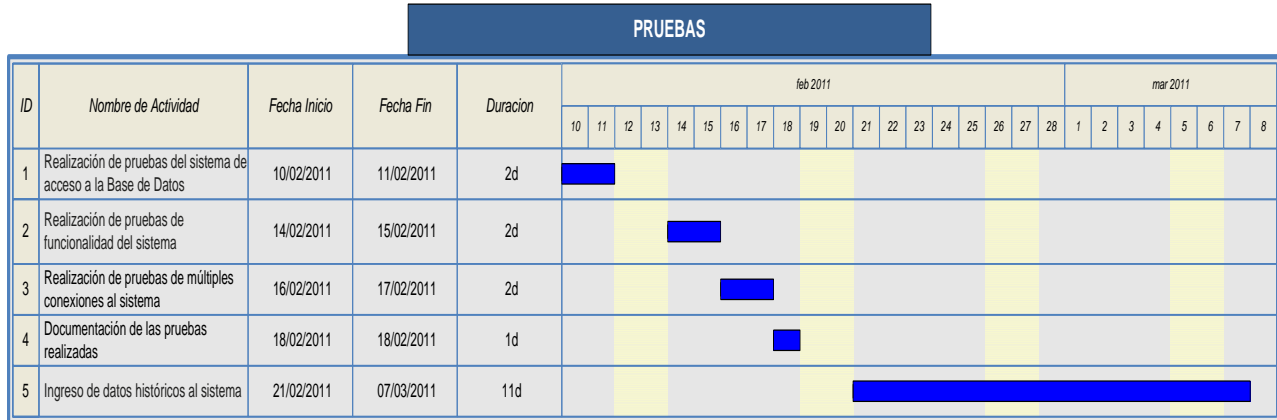 PRUEBAS
ID Nombre de Actividad Fecha Inicio Fecha Fin Duracion feb 2011 mar 2011
10 11 12 13 14 15 16 17 18 19 20 21 22 23 24 25 26 27 28 1 2 3 4 5 6 7 8
1 Realización de pruebas del sistema de
acceso a la Base de Datos 10/02/2011 11/02/2011 2d
2 Realización de pruebas de
funcionalidad del sistema 14/02/2011 15/02/2011 2d
3 Realización de pruebas de múltiples
conexiones al sistema 16/02/2011 17/02/2011 2d
4 Documentación de las pruebas
realizadas 18/02/2011 18/02/2011 1d
5 Ingreso de datos históricos al sistema 21/02/2011 07/03/2011 11d